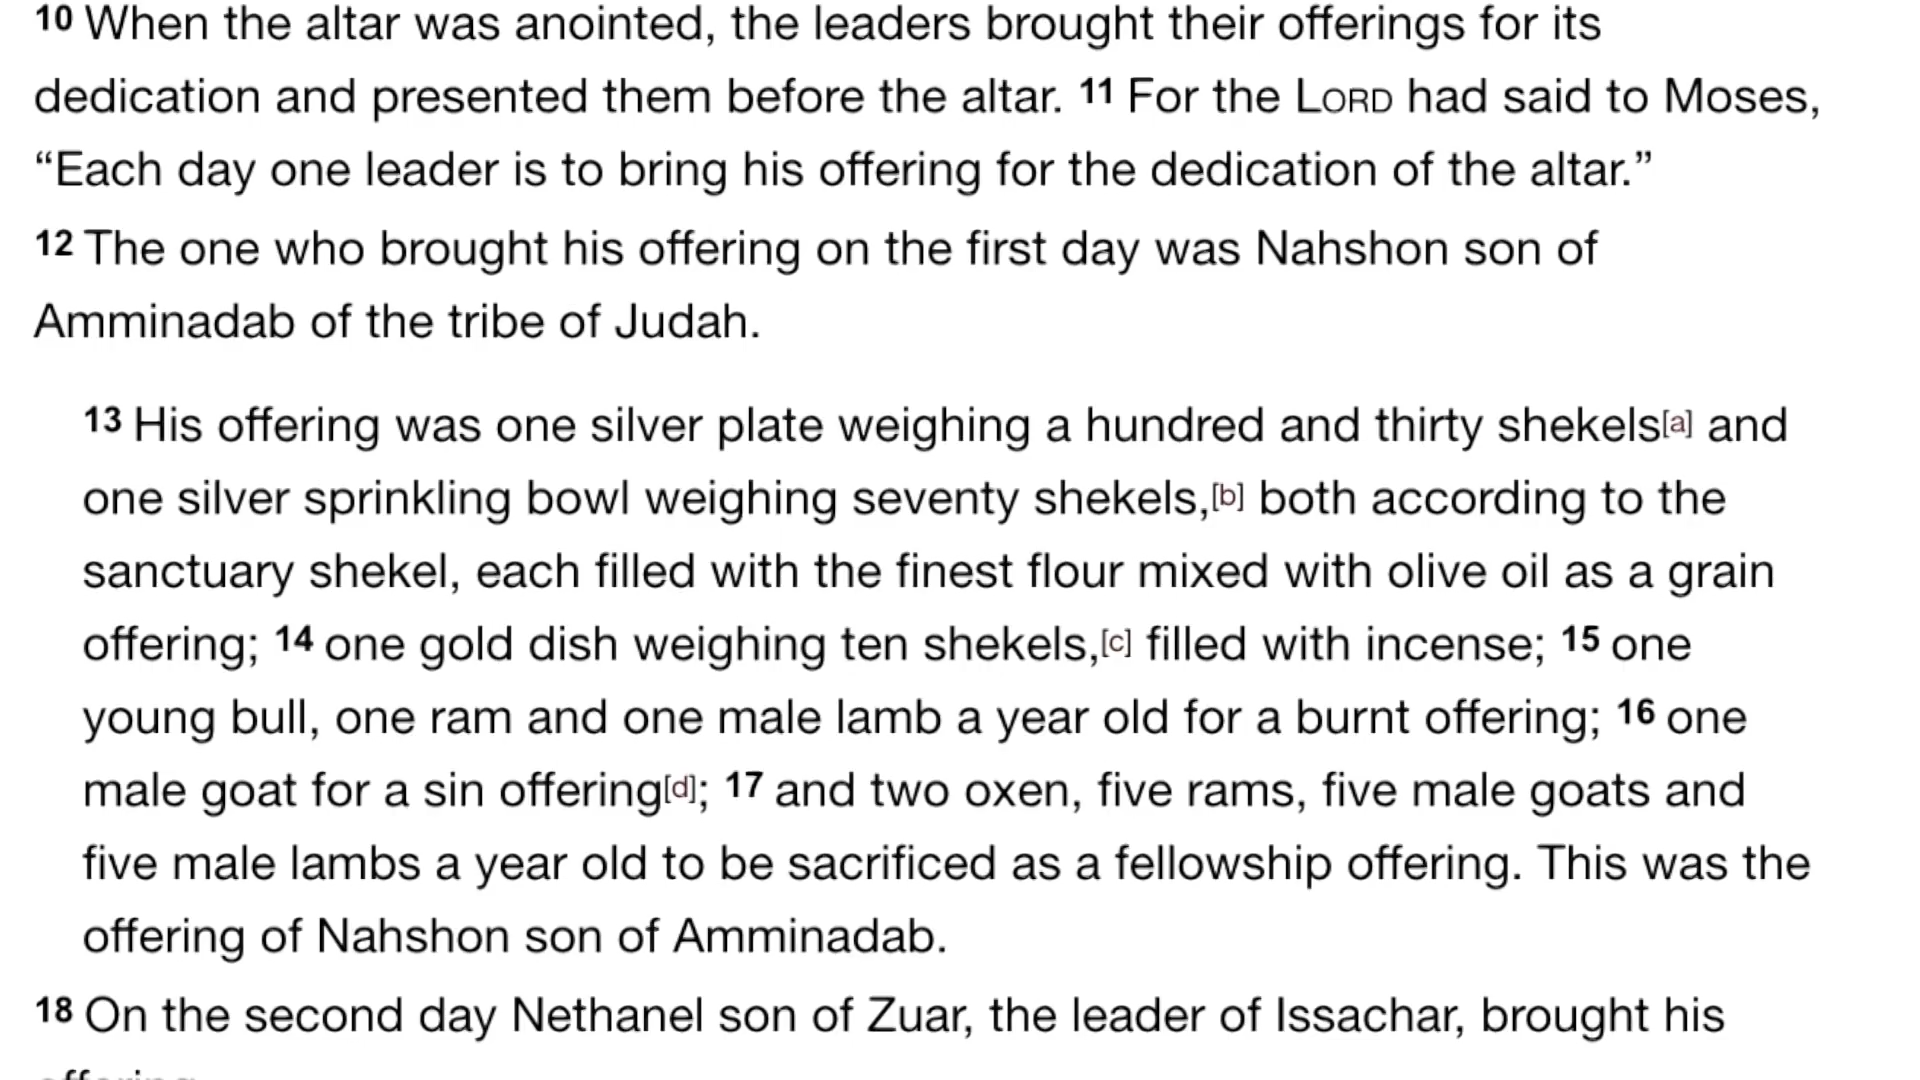 10 When the altar was anointed, the leaders brought their offerings for its
dedication and presented them before the altar. 11 For the LORD had said to Moses,
“Each day one leader is to bring his offering for the dedication of the altar.”
12 The one who brought his offering on the first day was Nahshon son of
Amminadab of the tribe of Judah.
13 His offering was one silver plate weighing a hundred and thirty shekels[a] and
one silver sprinkling bowl weighing seventy shekels,[b] both according to the
sanctuary shekel, each filled with the finest flour mixed with olive oil as a grain
offering; 14 one gold dish weighing ten shekels,[c] filled with incense; 15 one
young bull, one ram and one male lamb a year old for a burnt offering; 16 one
male goat for a sin offering[d]; 17 and two oxen, five rams, five male goats and
five male lambs a year old to be sacrificed as a fellowship offering. This was the
offering of Nahshon son of Amminadab.
18 On the second day Nethanel son of Zuar, the leader of Issachar, brought his